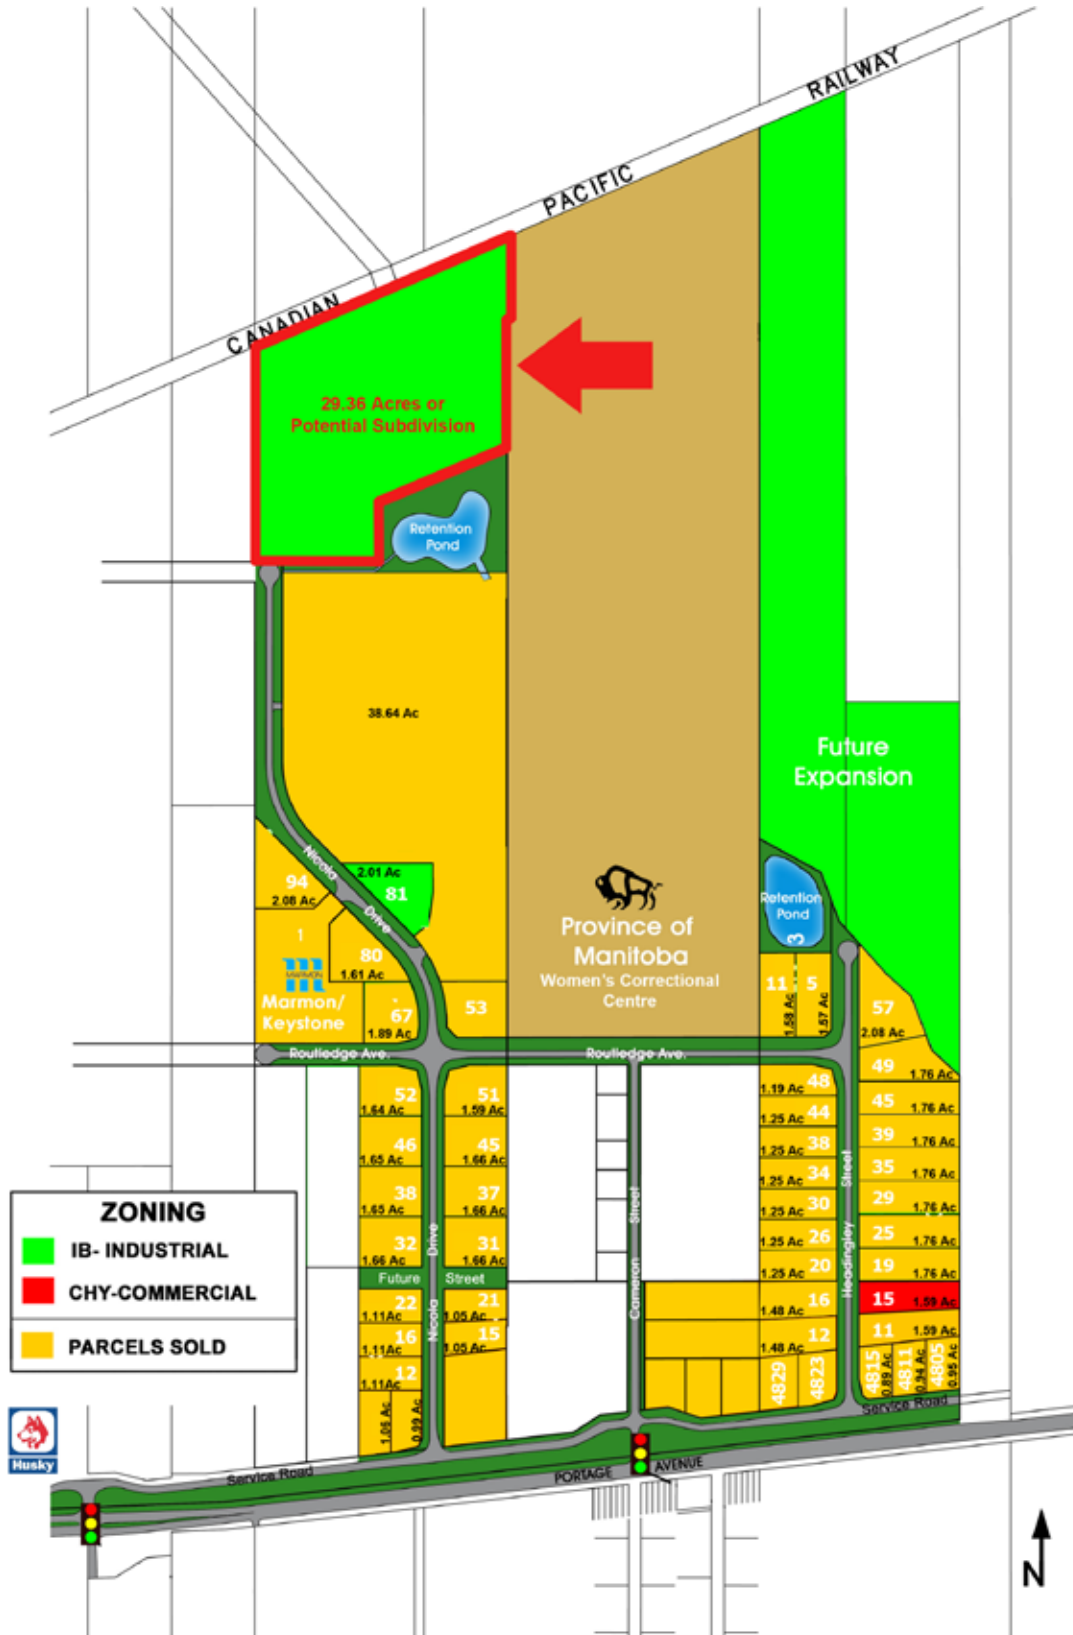 RAILWAY
PACIFIC
CANADIAN
29.36 Acres or
Potential Subdivision
Retention
Pond
38.64 Ac
Future
Expansion
Nicola
Drive
2.01 Ac
81
94
2.08 Ac
1
MARMON
Marmon/
Keystone
80
1.61 Ac
67
1.89 Ac
53
Province of
Manitoba
Women's Correctional
Centre
Retention
Pond
3
11
1.58 Ac
5
1.57 Ac
57
2.08 Ac
Routledge Ave.
Routledge Ave.
52
1.64 Ac
46
1.65 Ac
38
1.65 Ac
32
1.66 Ac
51
1.59 Ac
45
1.66 Ac
37
1.66 Ac
31
1.66 Ac
Nicola Drive
Future Street
22
1.11Ac
16
1.11Ac
12
1.11Ac
1.06 Ac
0.99 Ac
21
1.05 Ac
15
1.05 Ac
Cameron Street
1.19 Ac 48
1.25 Ac 44
1.25 Ac 38
1.25 Ac 34
1.25 Ac 30
1.25 Ac 26
1.25 Ac 20
1.48 Ac 16
1.48 Ac 12
4829
4823
Headingley Street
49
1.76 Ac
45
1.76 Ac
39
1.76 Ac
35
1.76 Ac
29
1.76 Ac
25
1.76 Ac
19
1.76 Ac
15
1.59 Ac
11
1.59 Ac
4815
0.89 Ac
4811
0.94 Ac
4805
0.95 Ac
ZONING
IB- INDUSTRIAL
CHY-COMMERCIAL
PARCELS SOLD
Husky
Service Road
Service Road
PORTAGE AVENUE
N